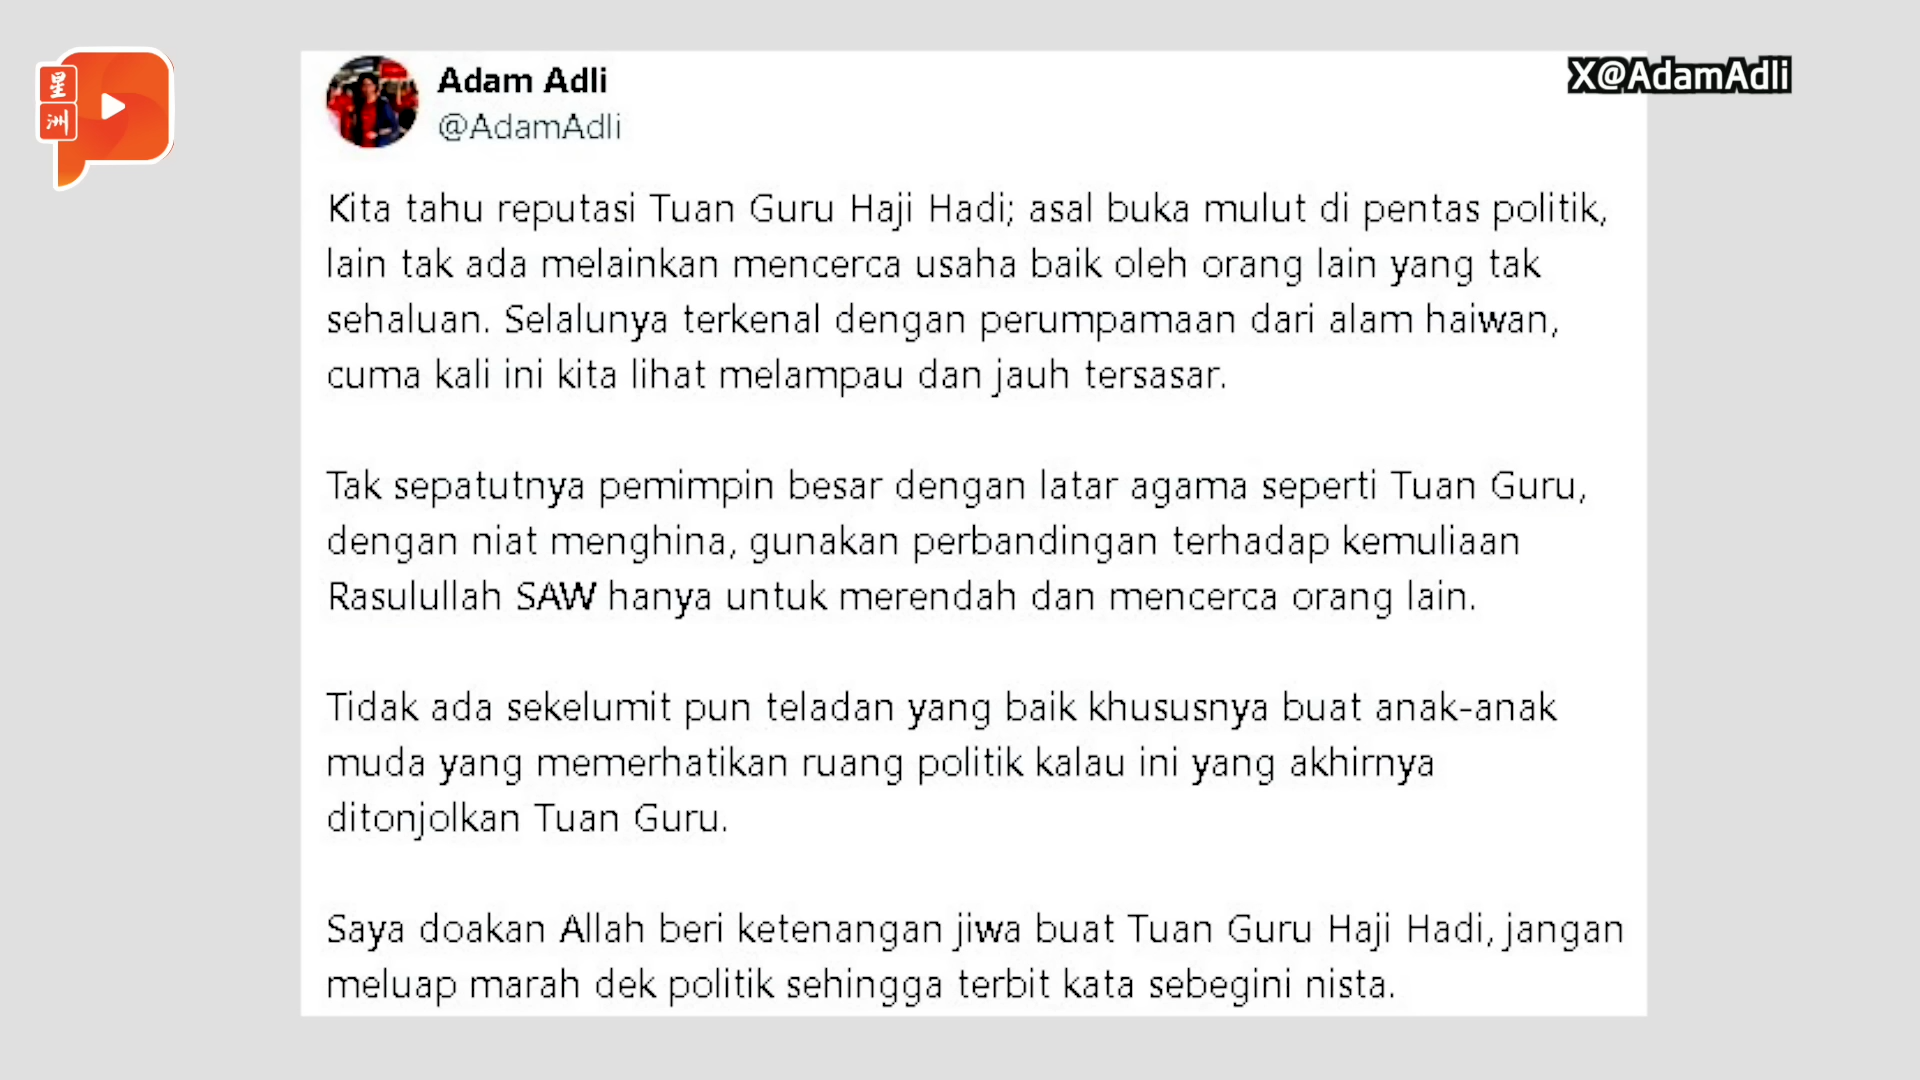 星洲
X@AdamAdli
Adam Adli
@AdamAdli
Kita tahu reputasi Tuan Guru Haji Hadi; asal buka mulut di pentas politik,
lain tak ada melainkan mencerca usaha baik oleh orang lain yang tak
sehaluan. Selalunya terkenal dengan perumpamaan dari alam haiwan,
cuma kali ini kita lihat melampau dan jauh tersasar.
Tak sepatutnya pemimpin besar dengan latar agama seperti Tuan Guru,
dengan niat menghina, gunakan perbandingan terhadap kemuliaan
Rasulullah SAW hanya untuk merendah dan mencerca orang lain.
Tidak ada sekelumit pun teladan yang baik khususnya buat anak-anak
muda yang memerhatikan ruang politik kalau ini yang akhirnya
ditonjolkan Tuan Guru.
Saya doakan Allah beri ketenangan jiwa buat Tuan Guru Haji Hadi, jangan
meluap marah dek politik sehingga terbit kata sebegini nista.